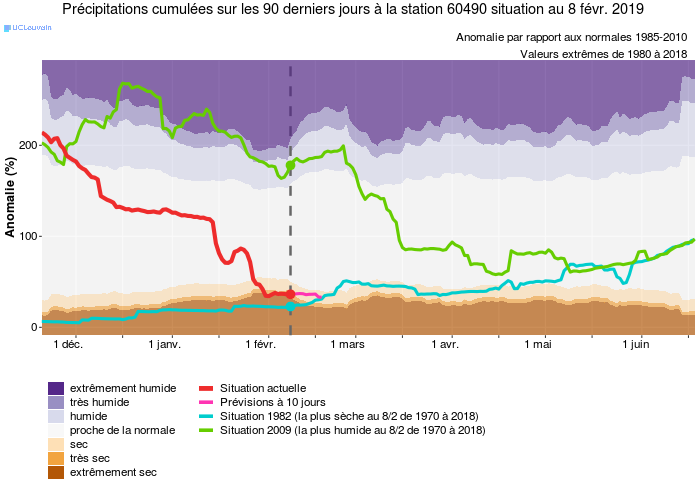 Précipitations cumulées sur les 90 derniers jours à la station 60490 situation au 8 févr. 2019
UCLouvain
Anomalie par rapport aux normales 1985-2010
Valeurs extrêmes de 1980 à 2018
Anomalie (%)
200
100
0
1 déc.
1 janv.
1 févr.
1 mars
1 avr.
1 mai
1 juin
extrêmement humide
très humide
humide
proche de la normale
sec
très sec
extrêmement sec
Situation actuelle
Prévisions à 10 jours
Situation 1982 (la plus sèche au 8/2 de 1970 à 2018)
Situation 2009 (la plus humide au 8/2 de 1970 à 2018)